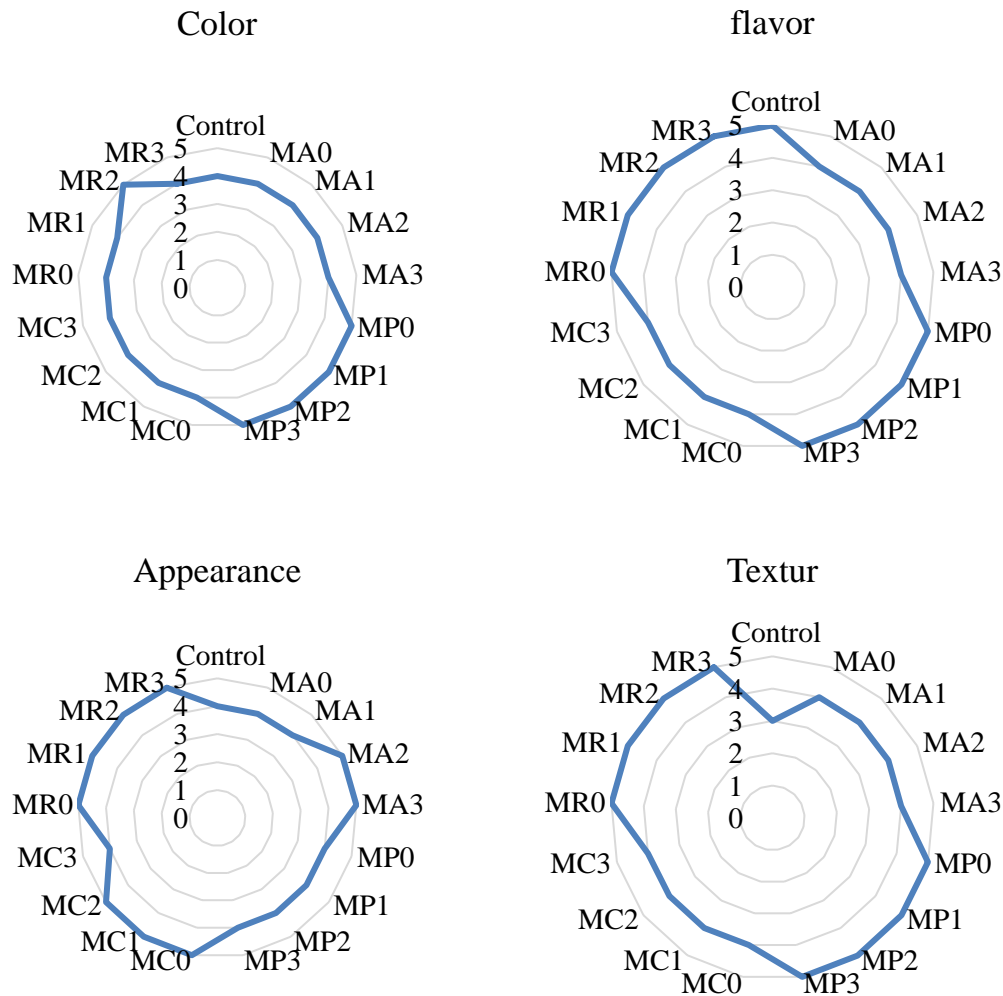 Color
Control
MA0
MA1
MA2
MA3
MP0
MP1
MP2
MP3
MC0
MC1
MC2
MC3
MR0
MR1
MR2
MR3
5
4
3
2
1
0
flavor
Control
MA0
MA1
MA2
MA3
MP0
MP1
MP2
MP3
MC0
MC1
MC2
MC3
MR0
MR1
MR2
MR3
5
4
3
2
1
0
Appearance
Control
MA0
MA1
MA2
MA3
MP0
MP1
MP2
MP3
MC0
MC1
MC2
MC3
MR0
MR1
MR2
MR3
5
4
3
2
1
0
Textur
Control
MA0
MA1
MA2
MA3
MP0
MP1
MP2
MP3
MC0
MC1
MC2
MC3
MR0
MR1
MR2
MR3
5
4
3
2
1
0